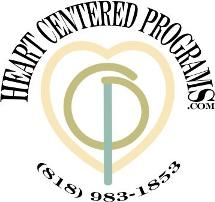 HEART CENTERED PROGRAMS
.COM
(818) 983-1853